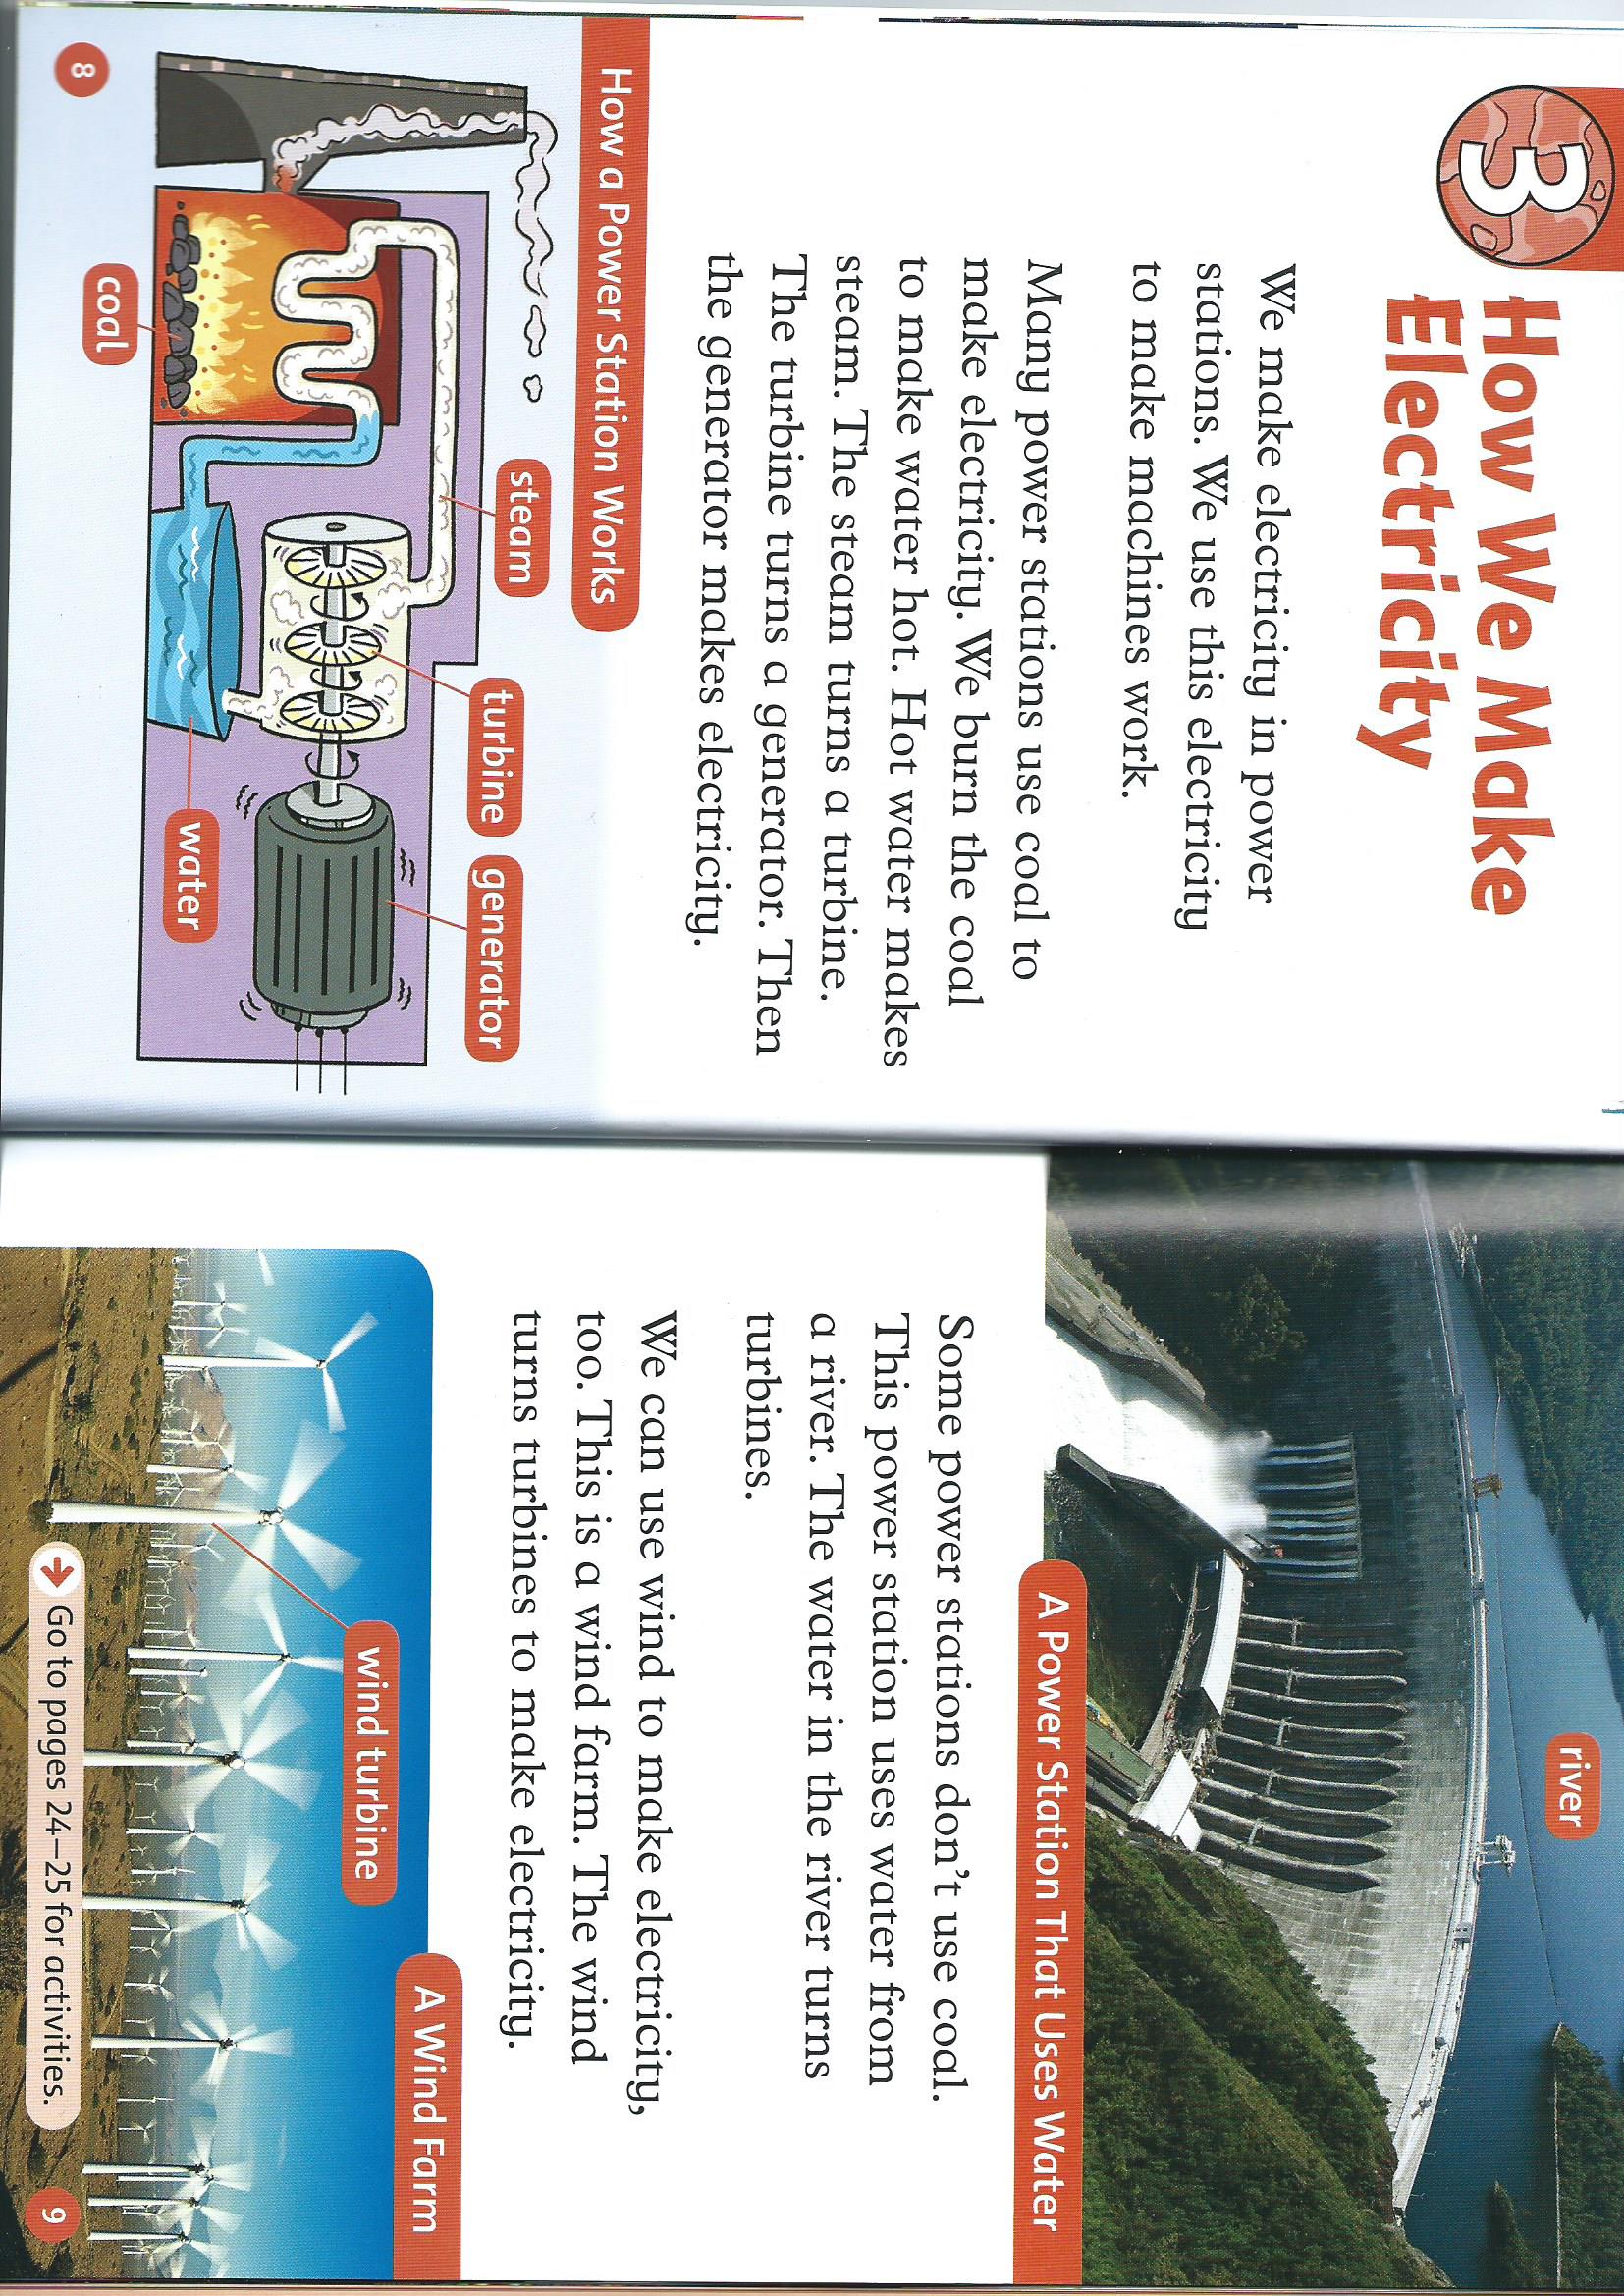 3
How We Make
Electricity
We make electricity in power
stations. We use this electricity
to make machines work.
Many power stations use coal to
make electricity. We burn the coal
to make water hot. Hot water makes
steam. The steam turns a turbine.
The turbine turns a generator. Then
the generator makes electricity.
How a Power Station Works
steam
turbine
generator
coal
water
8
river
A Power Station That Uses Water
Some power stations don't use coal.
This power station uses water from
a river. The water in the river turns
turbines.
We can use wind to make electricity,
too. This is a wind farm. The wind
turns turbines to make electricity.
A Wind Farm
wind turbine
Go to pages 24–25 for activities.
9